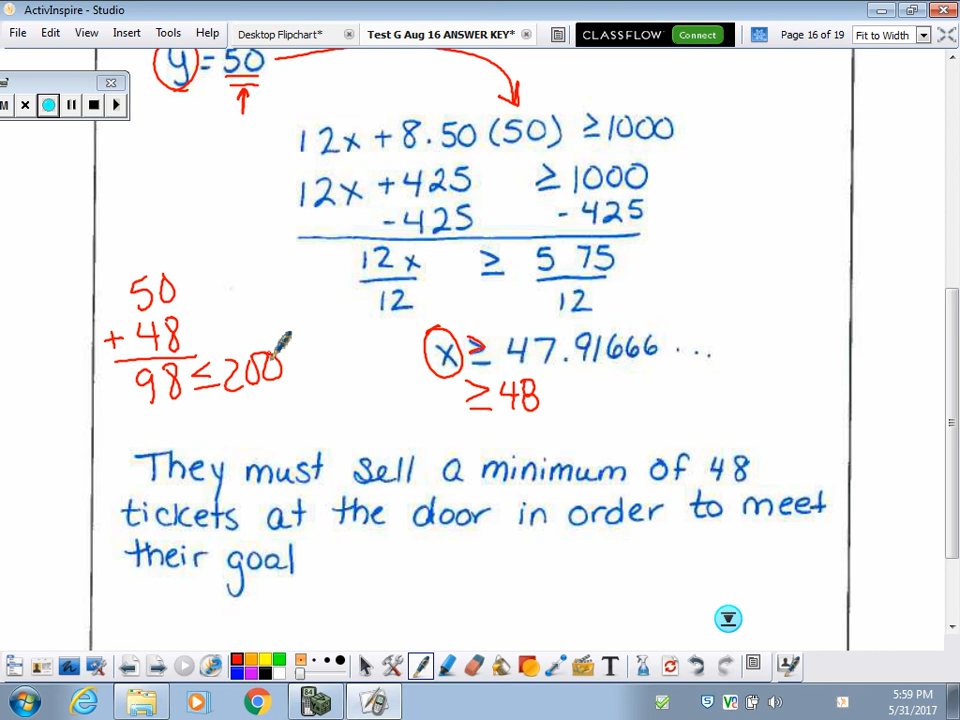 ActivInspire - Studio
File Edit View Insert Tools Help
Desktop Flipchart*
Test G Aug 16 ANSWER KEY*
CLASSFLOW
Connect
Page 16 of 19
Fit to Width
M
y = 50
12x + 8.50 (50) ≥ 1000
12x + 425 ≥ 1000
- 425 - 425
12x ≥ 575
12 12
x ≥ 47.91666...
≥ 48
50
+ 48
98 ≤ 200
They must sell a minimum of 48
tickets at the door in order to meet
their goal
T
5:59 PM
5/31/2017